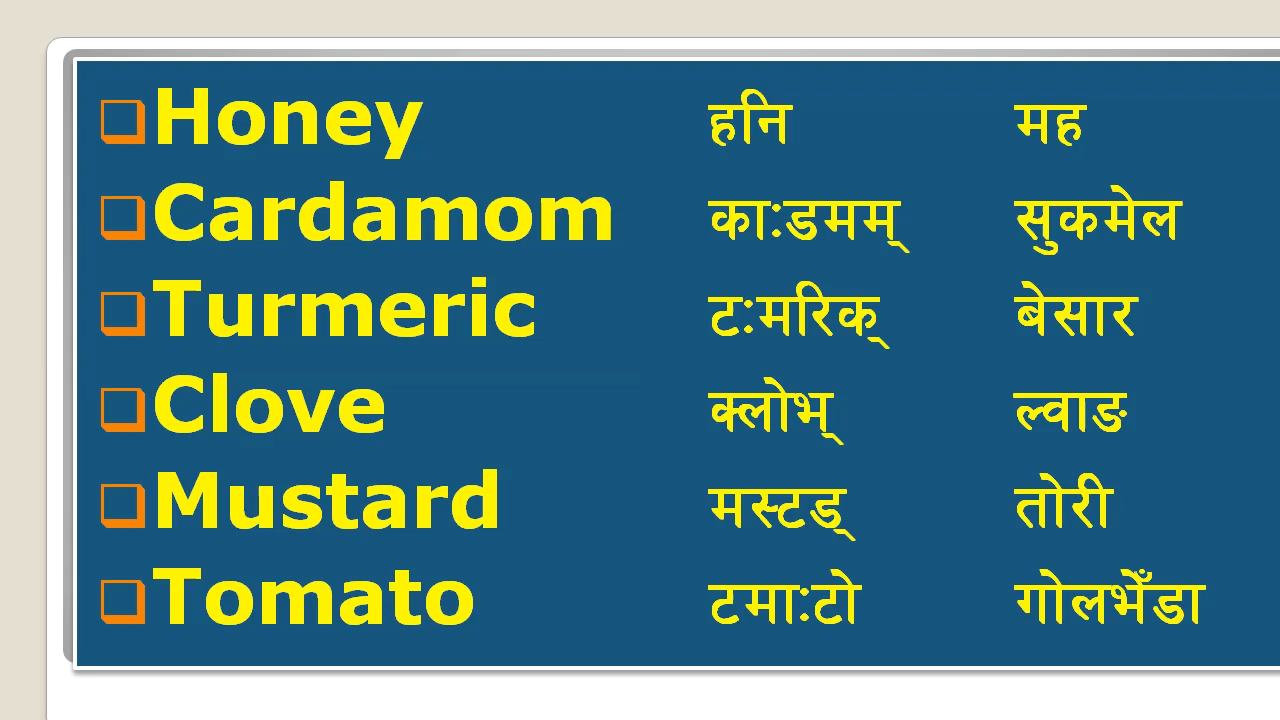 Honey हनि मह
Cardamom काःडमम् सुकमेल
Turmeric टःमरिक् बेसार
Clove क्लोभ् ल्वाङ
Mustard मस्टड् तोरी
Tomato टमाःटो गोलभेँडा